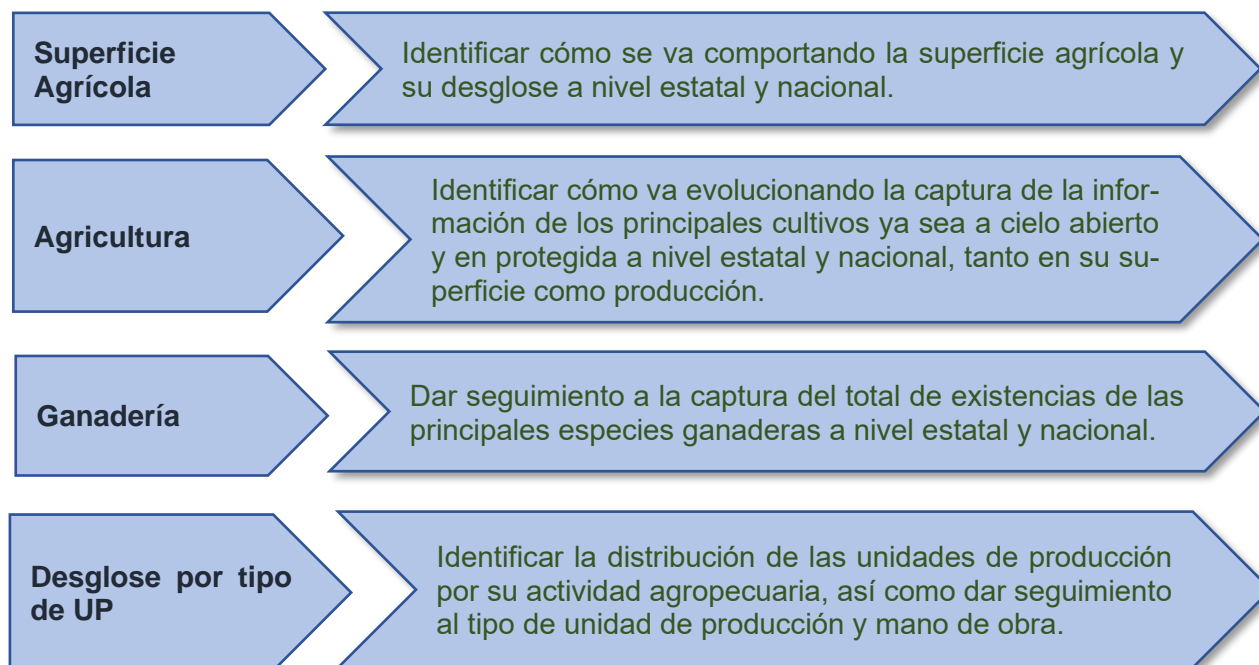 Superficie
Agrícola
Identificar cómo se va comportando la superficie agrícola y
su desglose a nivel estatal y nacional.
Agricultura
Identificar cómo va evolucionando la captura de la infor-
mación de los principales cultivos ya sea a cielo abierto
y en protegida a nivel estatal y nacional, tanto en su su-
perficie como producción.
Ganadería
Dar seguimiento a la captura del total de existencias de las
principales especies ganaderas a nivel estatal y nacional.
Desglose por tipo
de UP
Identificar la distribución de las unidades de producción
por su actividad agropecuaria, así como dar seguimiento
al tipo de unidad de producción y mano de obra.